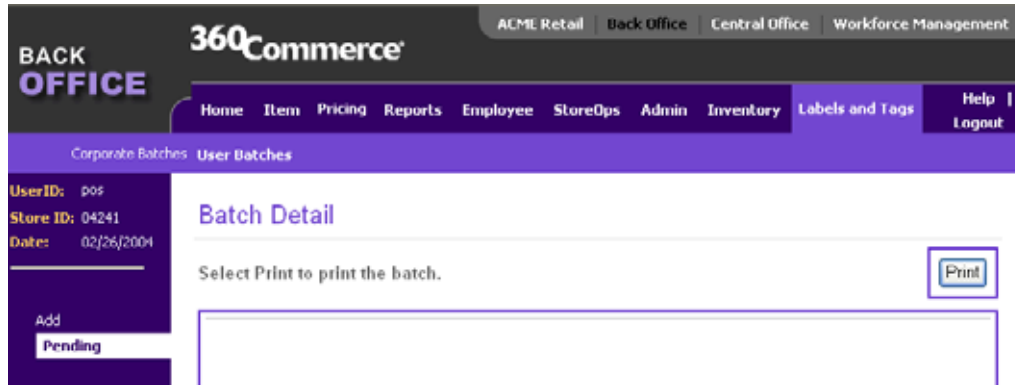 ACME Retail | Back Office | Central Office | Workforce Management
BACK
OFFICE
360Commerce
Home Item Pricing Reports Employee StoreOps Admin Inventory Labels and Tags Help |
Logout
Corporate Batches User Batches
UserID: pos
Store ID: 04241
Date: 02/26/2004
Batch Detail
Select Print to print the batch.
Print
Add
Pending